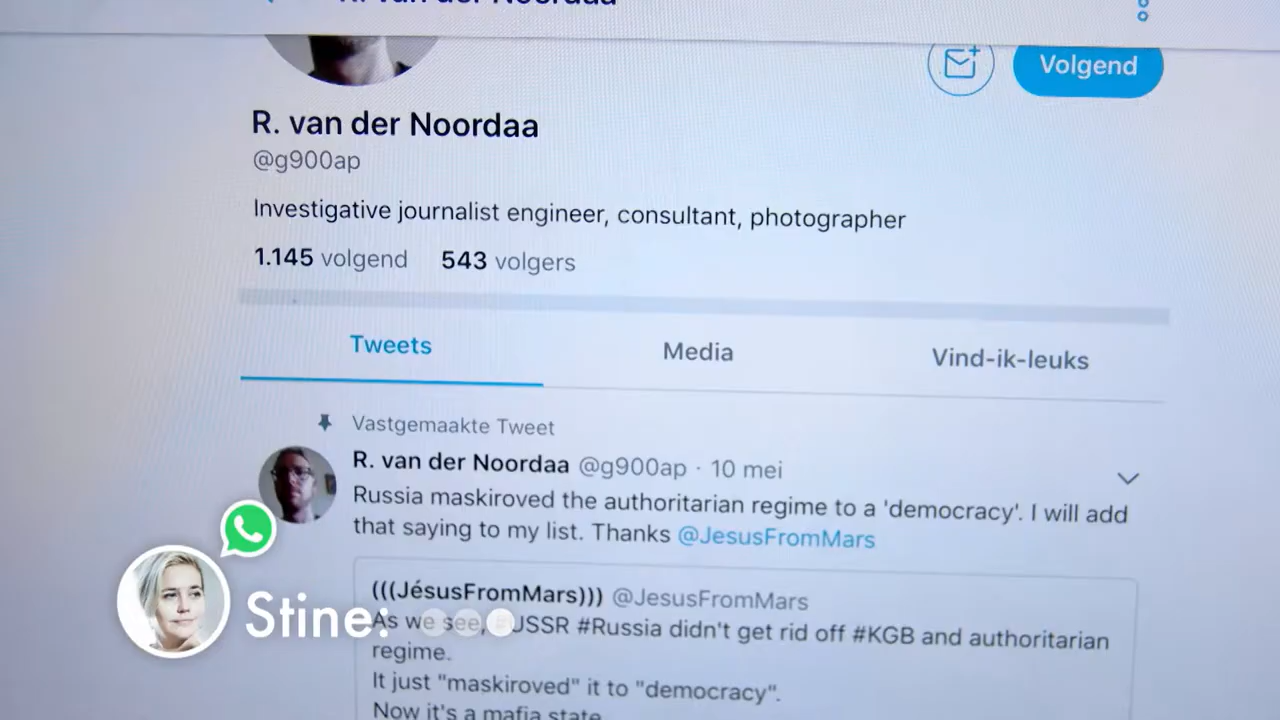 R. van der Noordaa
Volgend
R. van der Noordaa
@g900ap
Investigative journalist engineer, consultant, photographer
1.145 volgend 543 volgers
Tweets Media Vind-ik-leuks
Vastgemaakte Tweet
R. van der Noordaa @g900ap · 10 mei
Russia maskiroved the authoritarian regime to a 'democracy'. I will add
that saying to my list. Thanks @JesusFromMars
(((JésusFromMars))) @JesusFromMars
As we see, #USSR #Russia didn't get rid off #KGB and authoritarian
regime.
It just "maskiroved" it to "democracy".
Now it's a mafia state
Stine: